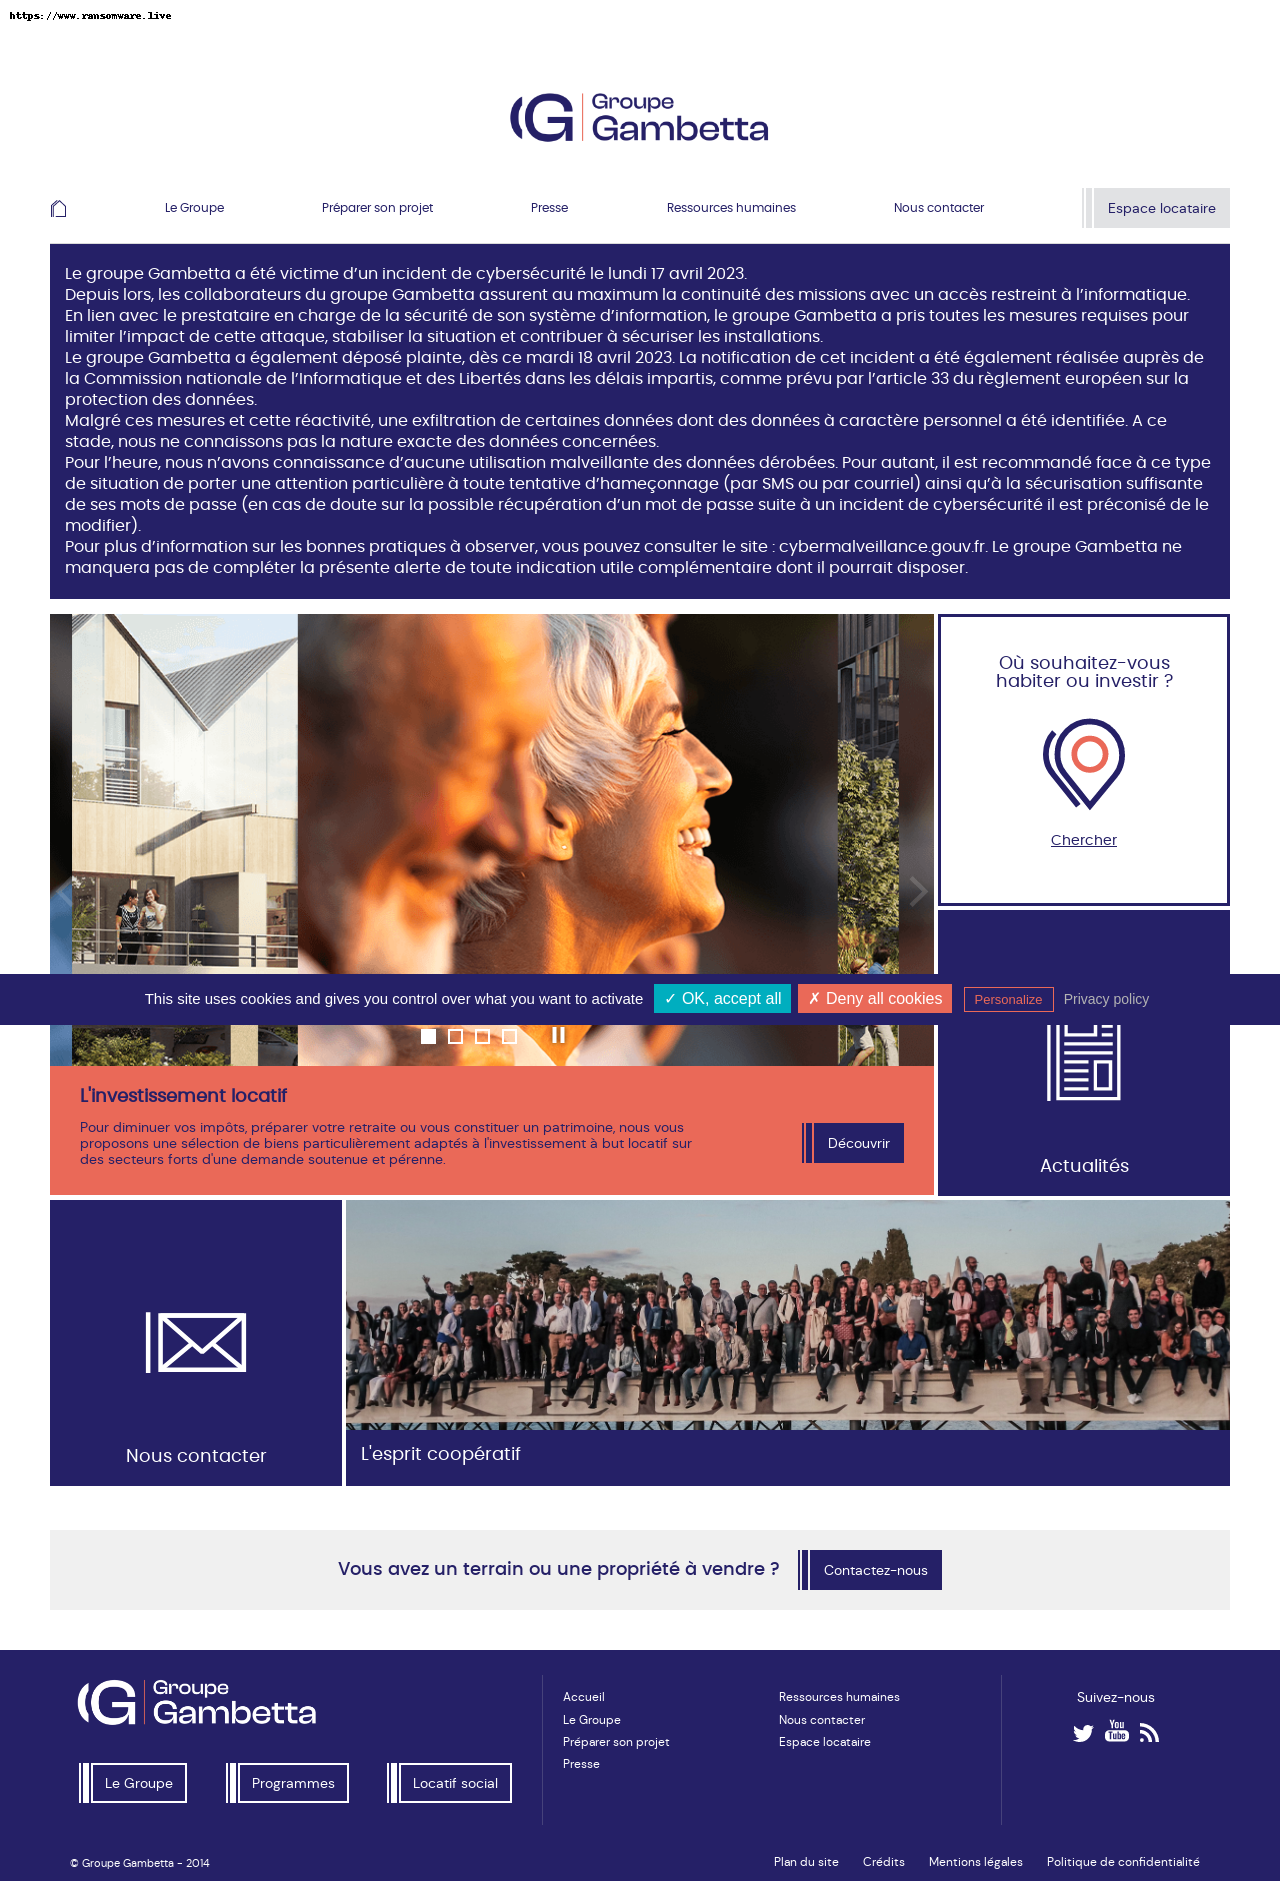 https://www.ransomware.live
Groupe
Gambetta
Le Groupe
Préparer son projet
Presse
Ressources humaines
Nous contacter
Espace locataire
Le groupe Gambetta a été victime d’un incident de cybersécurité le lundi 17 avril 2023.
Depuis lors, les collaborateurs du groupe Gambetta assurent au maximum la continuité des missions avec un accès restreint à l’informatique.
En lien avec le prestataire en charge de la sécurité de son système d’information, le groupe Gambetta a pris toutes les mesures requises pour
limiter l’impact de cette attaque, stabiliser la situation et contribuer à sécuriser les installations.
Le groupe Gambetta a également déposé plainte, dès ce mardi 18 avril 2023. La notification de cet incident a été également réalisée auprès de
la Commission nationale de l’Informatique et des Libertés dans les délais impartis, comme prévu par l’article 33 du règlement européen sur la
protection des données.
Malgré ces mesures et cette réactivité, une exfiltration de certaines données dont des données à caractère personnel a été identifiée. A ce
stade, nous ne connaissons pas la nature exacte des données concernées.
Pour l’heure, nous n’avons connaissance d’aucune utilisation malveillante des données dérobées. Pour autant, il est recommandé face à ce type
de situation de porter une attention particulière à toute tentative d’hameçonnage (par SMS ou par courriel) ainsi qu’à la sécurisation suffisante
de ses mots de passe (en cas de doute sur la possible récupération d’un mot de passe suite à un incident de cybersécurité il est préconisé de le
modifier).
Pour plus d’information sur les bonnes pratiques à observer, vous pouvez consulter le site : cybermalveillance.gouv.fr. Le groupe Gambetta ne
manquera pas de compléter la présente alerte de toute indication utile complémentaire dont il pourrait disposer.
Où souhaitez-vous
habiter ou investir ?
Chercher
This site uses cookies and gives you control over what you want to activate
✓ OK, accept all
✗ Deny all cookies
Personalize
Privacy policy
L'investissement locatif
Pour diminuer vos impôts, préparer votre retraite ou vous constituer un patrimoine, nous vous
proposons une sélection de biens particulièrement adaptés à l'investissement à but locatif sur
des secteurs forts d'une demande soutenue et pérenne.
Découvrir
Actualités
Nous contacter
L'esprit coopératif
Vous avez un terrain ou une propriété à vendre ?
Contactez-nous
Groupe
Gambetta
Le Groupe
Programmes
Locatif social
Accueil
Le Groupe
Préparer son projet
Presse
Ressources humaines
Nous contacter
Espace locataire
Suivez-nous
You
Tube
© Groupe Gambetta - 2014
Plan du site
Crédits
Mentions légales
Politique de confidentialité